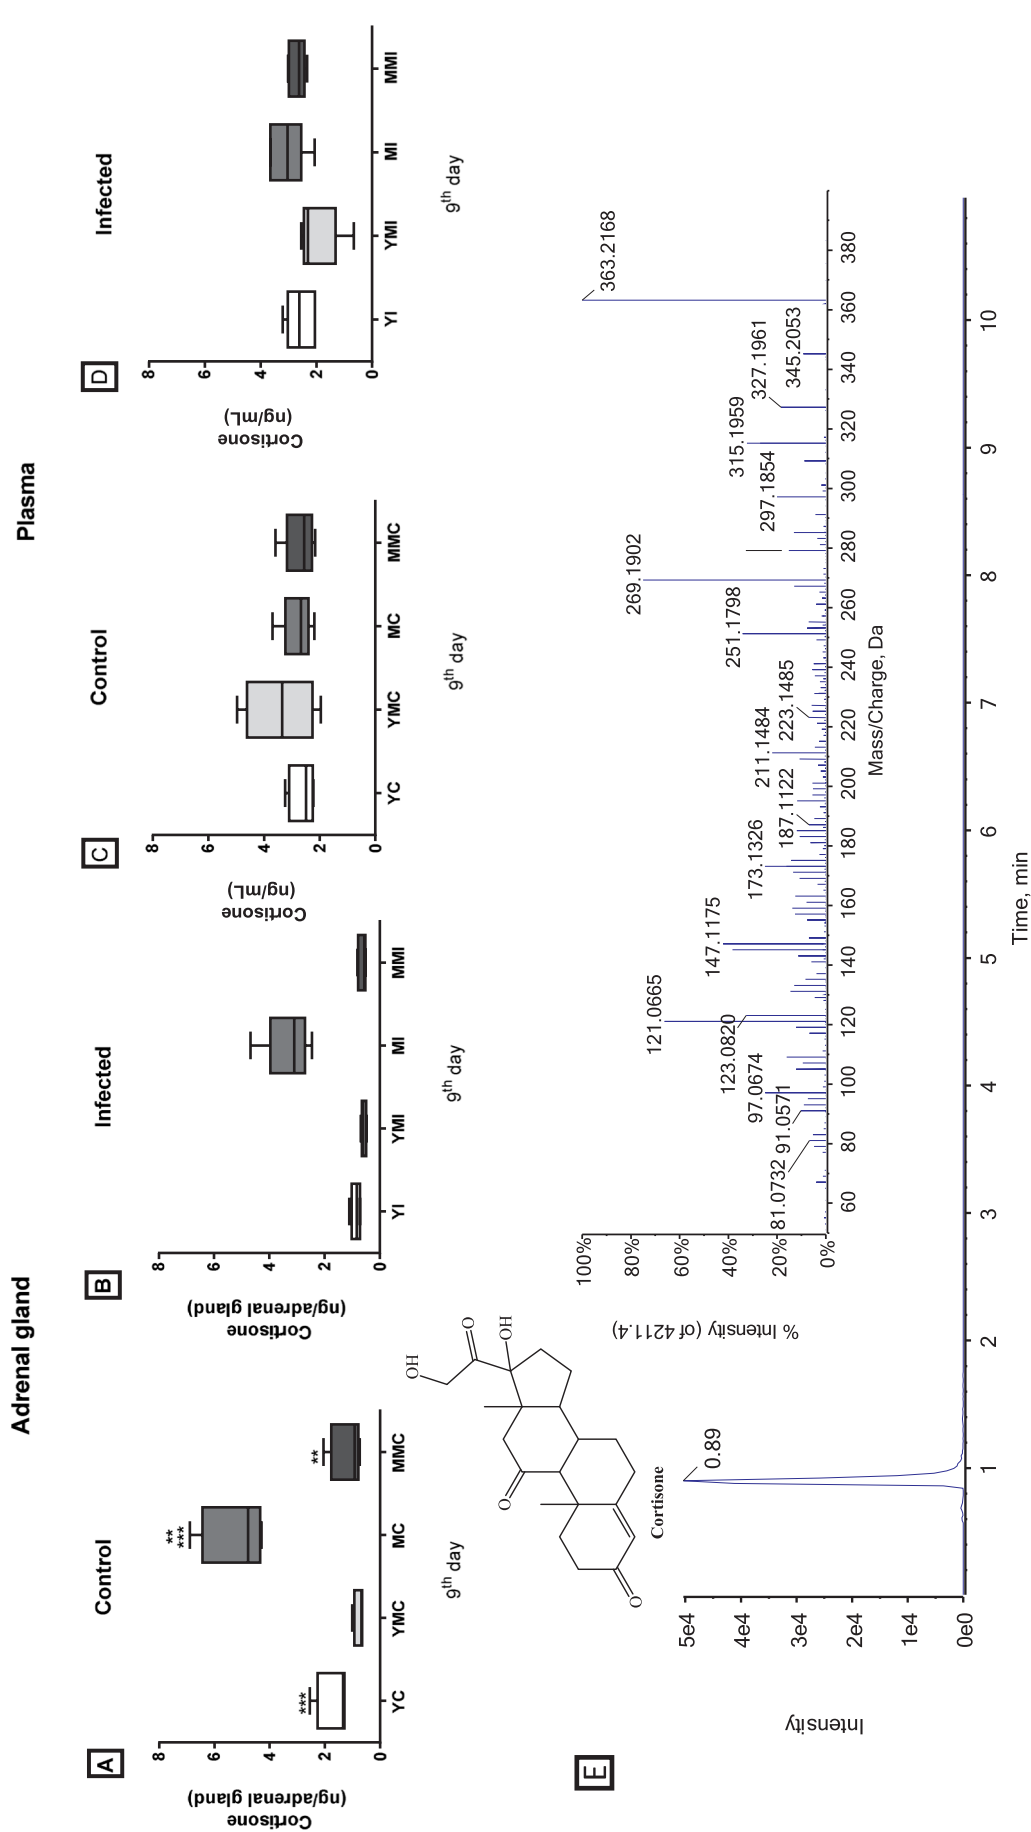 Adrenal gland
Plasma
A
Control
Cortisone
(ng/adrenal gland)
8
6
4
2
0
***
**
***
**
YC
YMC
MC
MMC
9th day
B
Infected
Cortisone
(ng/adrenal gland)
8
6
4
2
0
YI
YMI
MI
MMI
9th day
C
Control
Cortisone
(ng/mL)
8
6
4
2
0
YC
YMC
MC
MMC
9th day
D
Infected
Cortisone
(ng/mL)
8
6
4
2
0
YI
YMI
MI
MMI
9th day
E
OH
O
OH
O
O
Cortisone
% Intensity (of 4211.4)
100%
80%
60%
40%
20%
0%
81.0732
91.0571
97.0674
123.0820
121.0665
147.1175
173.1326
187.1122
211.1484
223.1485
251.1798
269.1902
297.1854
315.1959
327.1961
345.2053
363.2168
60 80 100 120 140 160 180 200 220 240 260 280 300 320 340 360 380
Mass/Charge, Da
Intensity
5e4
4e4
3e4
2e4
1e4
0e0
0.89
1 2 3 4 5 6 7 8 9 10
Time, min